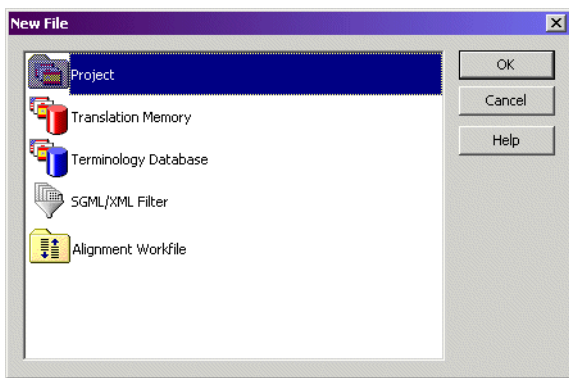 New File
Project
Translation Memory
Terminology Database
SGML/XML Filter
Alignment Workfile
OK
Cancel
Help